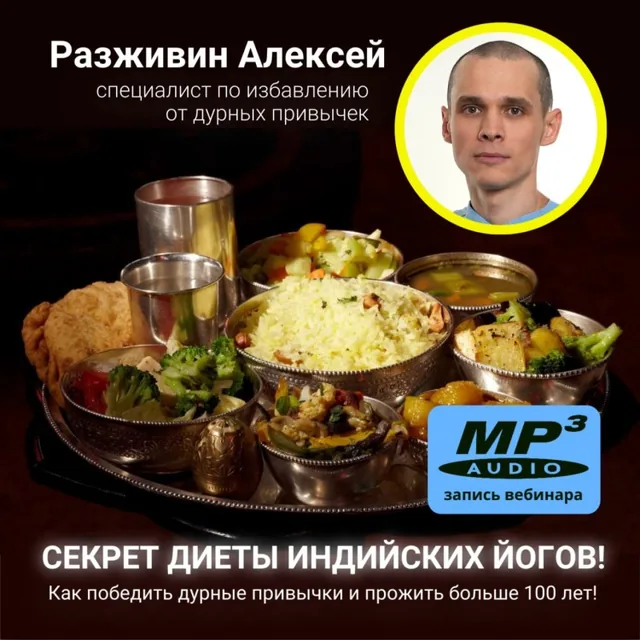 Разживин Алексей
специалист по избавлению
от дурных привычек
MP3
AUDIO
запись вебинара
СЕКРЕТ ДИЕТЫ ИНДИЙСКИХ ЙОГОВ!
Как победить дурные привычки и прожить больше 100 лет!